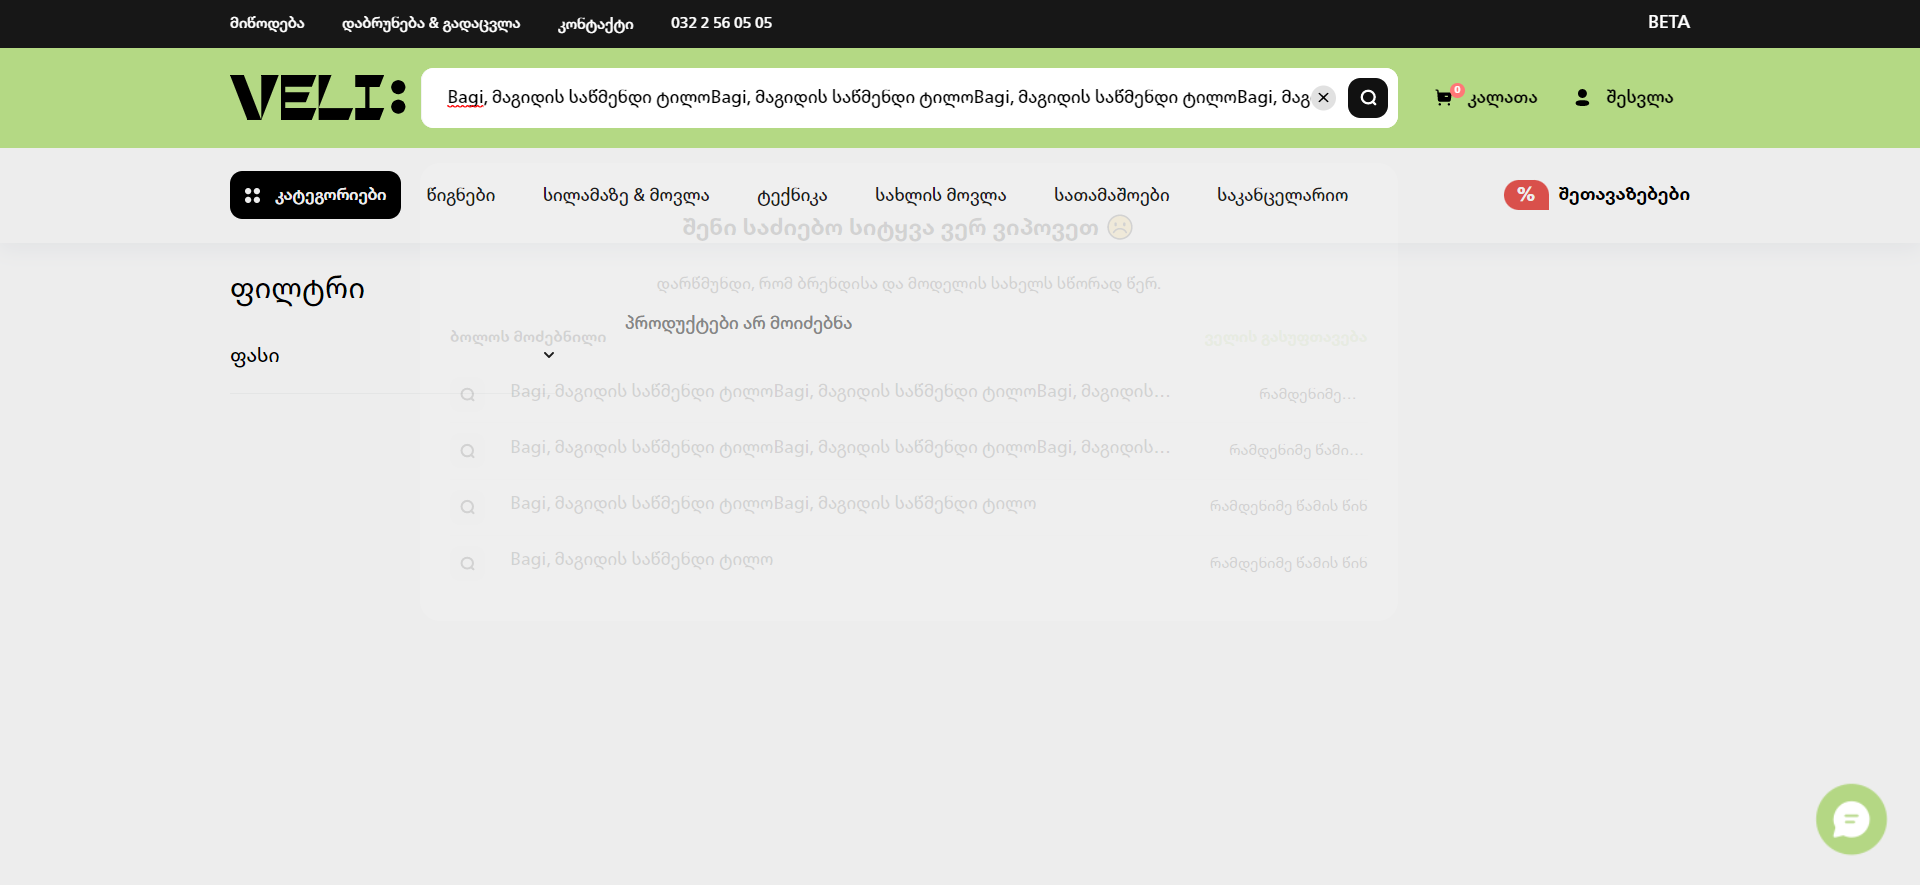 მიწოდება
დაბრუნება & გადაცვლა
კონტაქტი
032 2 56 05 05
BETA
VELI:
Bagi, მაგიდის საწმენდი ტილოBagi, მაგიდის საწმენდი ტილოBagi, მაგიდის საწმენდი ტილოBagi, მაგ
0
კალათა
შესვლა
კატეგორიები
წიგნები
სილამაზე & მოვლა
ტექნიკა
სახლის მოვლა
სათამაშოები
საკანცელარიო
%
შეთავაზებები
შენი საძიებო სიტყვა ვერ ვიპოვეთ
ფილტრი
დარწმუნდი, რომ ბრენდისა და მოდელის სახელს სწორად წერ.
პროდუქტები არ მოიძებნა
ბოლოს მოძებნილი
ველის გასუფთავება
ფასი
Bagi, მაგიდის საწმენდი ტილოBagi, მაგიდის საწმენდი ტილოBagi, მაგიდის...
რამდენიმე...
Bagi, მაგიდის საწმენდი ტილოBagi, მაგიდის საწმენდი ტილოBagi, მაგიდის...
რამდენიმე წამი...
Bagi, მაგიდის საწმენდი ტილოBagi, მაგიდის საწმენდი ტილო
რამდენიმე წამის წინ
Bagi, მაგიდის საწმენდი ტილო
რამდენიმე წამის წინ